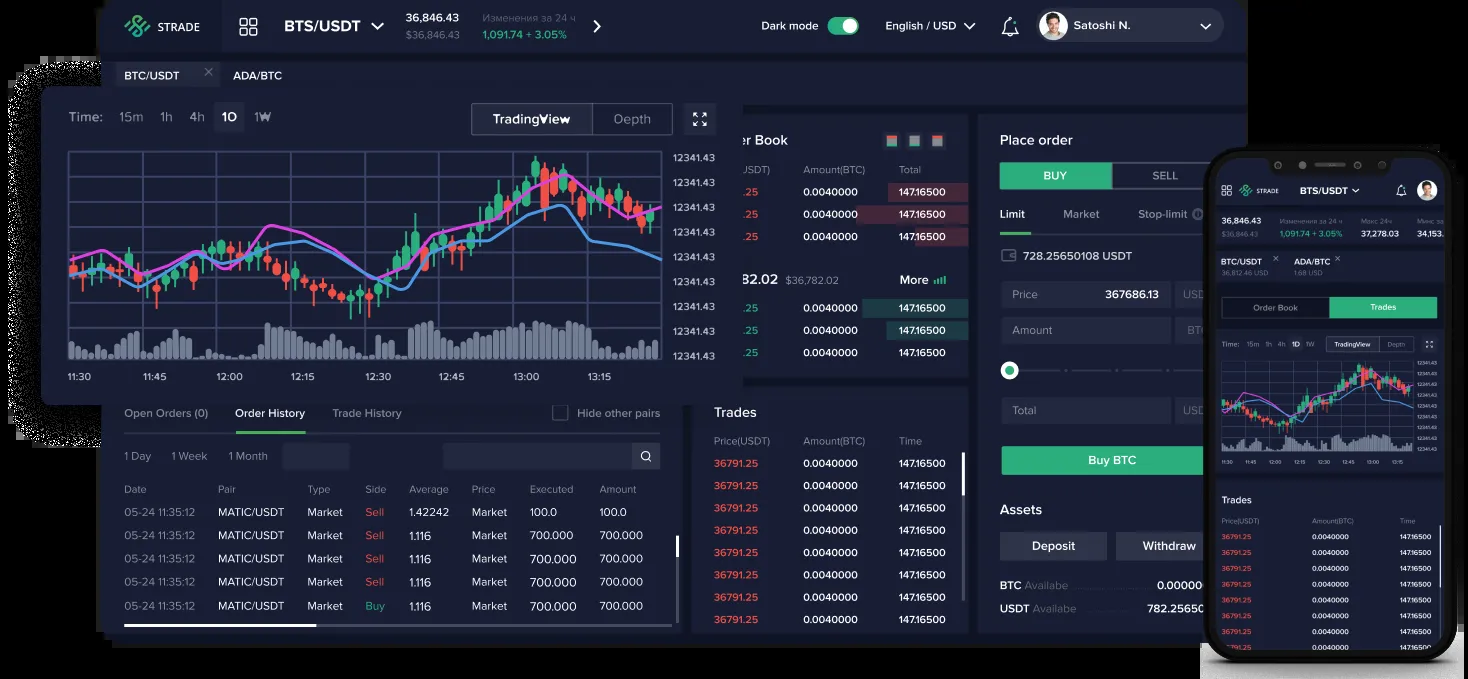 STRADE
BTS/USDT
36,846.43
$36,846.43
Изменения за 24 ч
1,091.74 + 3.05%
Dark mode
English / USD
Satoshi N.
BTC/USDT
ADA/BTC
Time: 15m 1h 4h 1D 1W
TradingView
Depth
12341.43
12341.43
12341.43
12341.43
12341.43
12341.43
12341.43
12341.43
12341.43
11:30 11:45 12:00 12:15 12:30 12:45 13:00 13:15
er Book
USDT) Amount(BTC) Total
.25 0.0040000 147.16500
.25 0.0040000 147.16500
.25 0.0040000 147.16500
82.02 $36,782.02 More
.25 0.0040000 147.16500
.25 0.0040000 147.16500
.25 0.0040000 147.16500
Place order
BUY SELL
Limit Market Stop-limit
728.25650108 USDT
Price 367686.13 USD
Amount BT
Total USD
Buy BTC
Assets
Deposit Withdraw
BTC Availabe 0.00000
USDT Availabe 782.25650
Open Orders (0) Order History Trade History Hide other pairs
1 Day 1 Week 1 Month
Date Pair Type Side Average Price Executed Amount
05-24 11:35:12 MATIC/USDT Market Sell 1.42242 Market 100.0 100.0
05-24 11:35:12 MATIC/USDT Market Sell 1.116 Market 700.000 700.000
05-24 11:35:12 MATIC/USDT Market Sell 1.116 Market 700.000 700.000
05-24 11:35:12 MATIC/USDT Market Sell 1.116 Market 700.000 700.000
05-24 11:35:12 MATIC/USDT Market Buy 1.116 Market 700.000 700.000
Trades
Price(USDT) Amount(BTC) Time
36791.25 0.0040000 147.16500
36791.25 0.0040000 147.16500
36791.25 0.0040000 147.16500
36791.25 0.0040000 147.16500
36791.25 0.0040000 147.16500
36791.25 0.0040000 147.16500
36791.25 0.0040000 147.16500
36791.25 0.0040000 147.16500
STRADE
BTS/USDT
36,846.43 Изменения за 24 ч Макс 24ч Мин за
$36,846.43 1,091.74 + 3.05% 37,278.03 34,153.
BTC/USDT ADA/BTC
36,812.46 USD 1.68 USD
Order Book Trades
Time: 15m 1h 4h 1D 1W TradingView Depth
12341.43
12341.43
12341.43
12341.43
12341.43
12341.43
12341.43
12341.43
12341.43
11:30 11:45 12:00 12:15 12:30 12:45 13:00 13:15
Trades
Price(USDT) Amount(BTC) Time
36791.25 0.0040000 147.16500
36791.25 0.0040000 147.16500
36791.25 0.0040000 147.16500
36791.25 0.0040000 147.16500
36791.25 0.0040000 147.16500
36791.25 0.0040000 147.16500
36791.25 0.0040000 147.16500
36791.25 0.0040000 147.16500